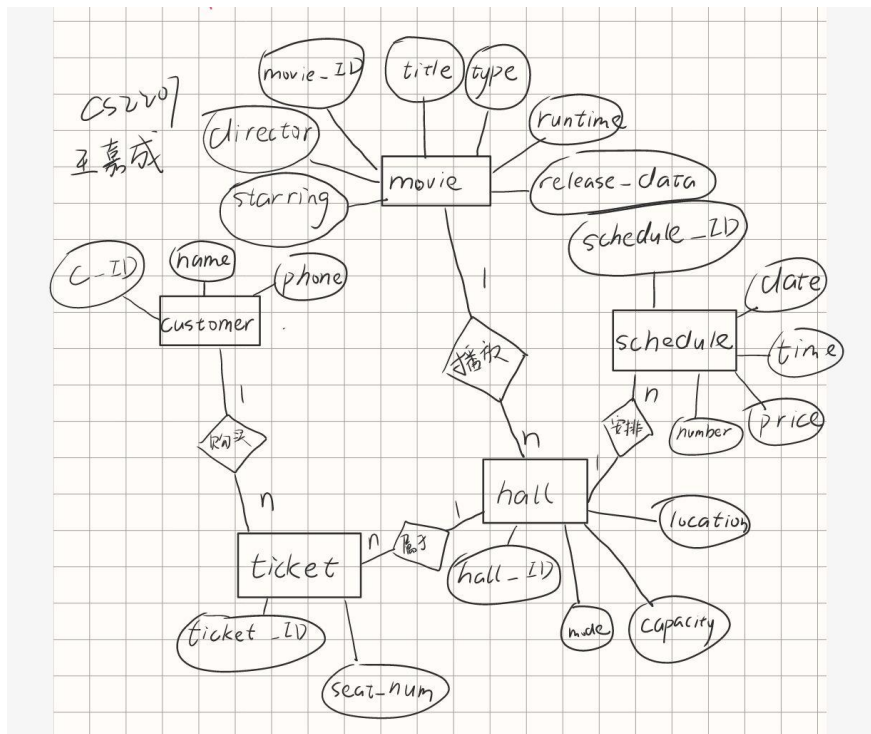 movie_ID
title
type
CS2207
director
runtime
王嘉成
movie
release_data
starring
schedule_ID
C_ID
name
phone
date
customer
schedule
time
1
播放
n
1
number
price
购买
安排
n
1
hall
location
n
1
n
属于
ticket
hall_ID
ticket_ID
mode
capacity
seat_num